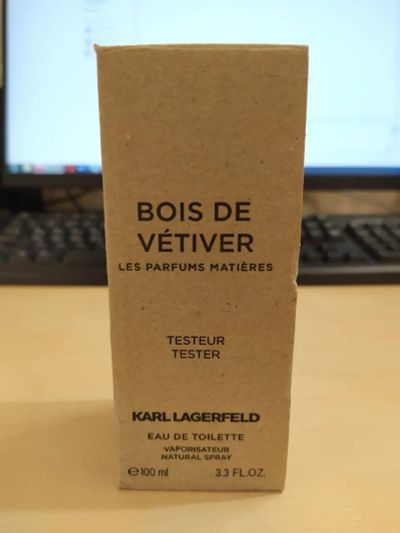 BOIS DE
VÉTIVER
LES PARFUMS MATIÈRES
TESTEUR
TESTER
KARL LAGERFELD
EAU DE TOILETTE
VAPORISATEUR
NATURAL SPRAY
℮100 ml 3.3 FL.OZ.